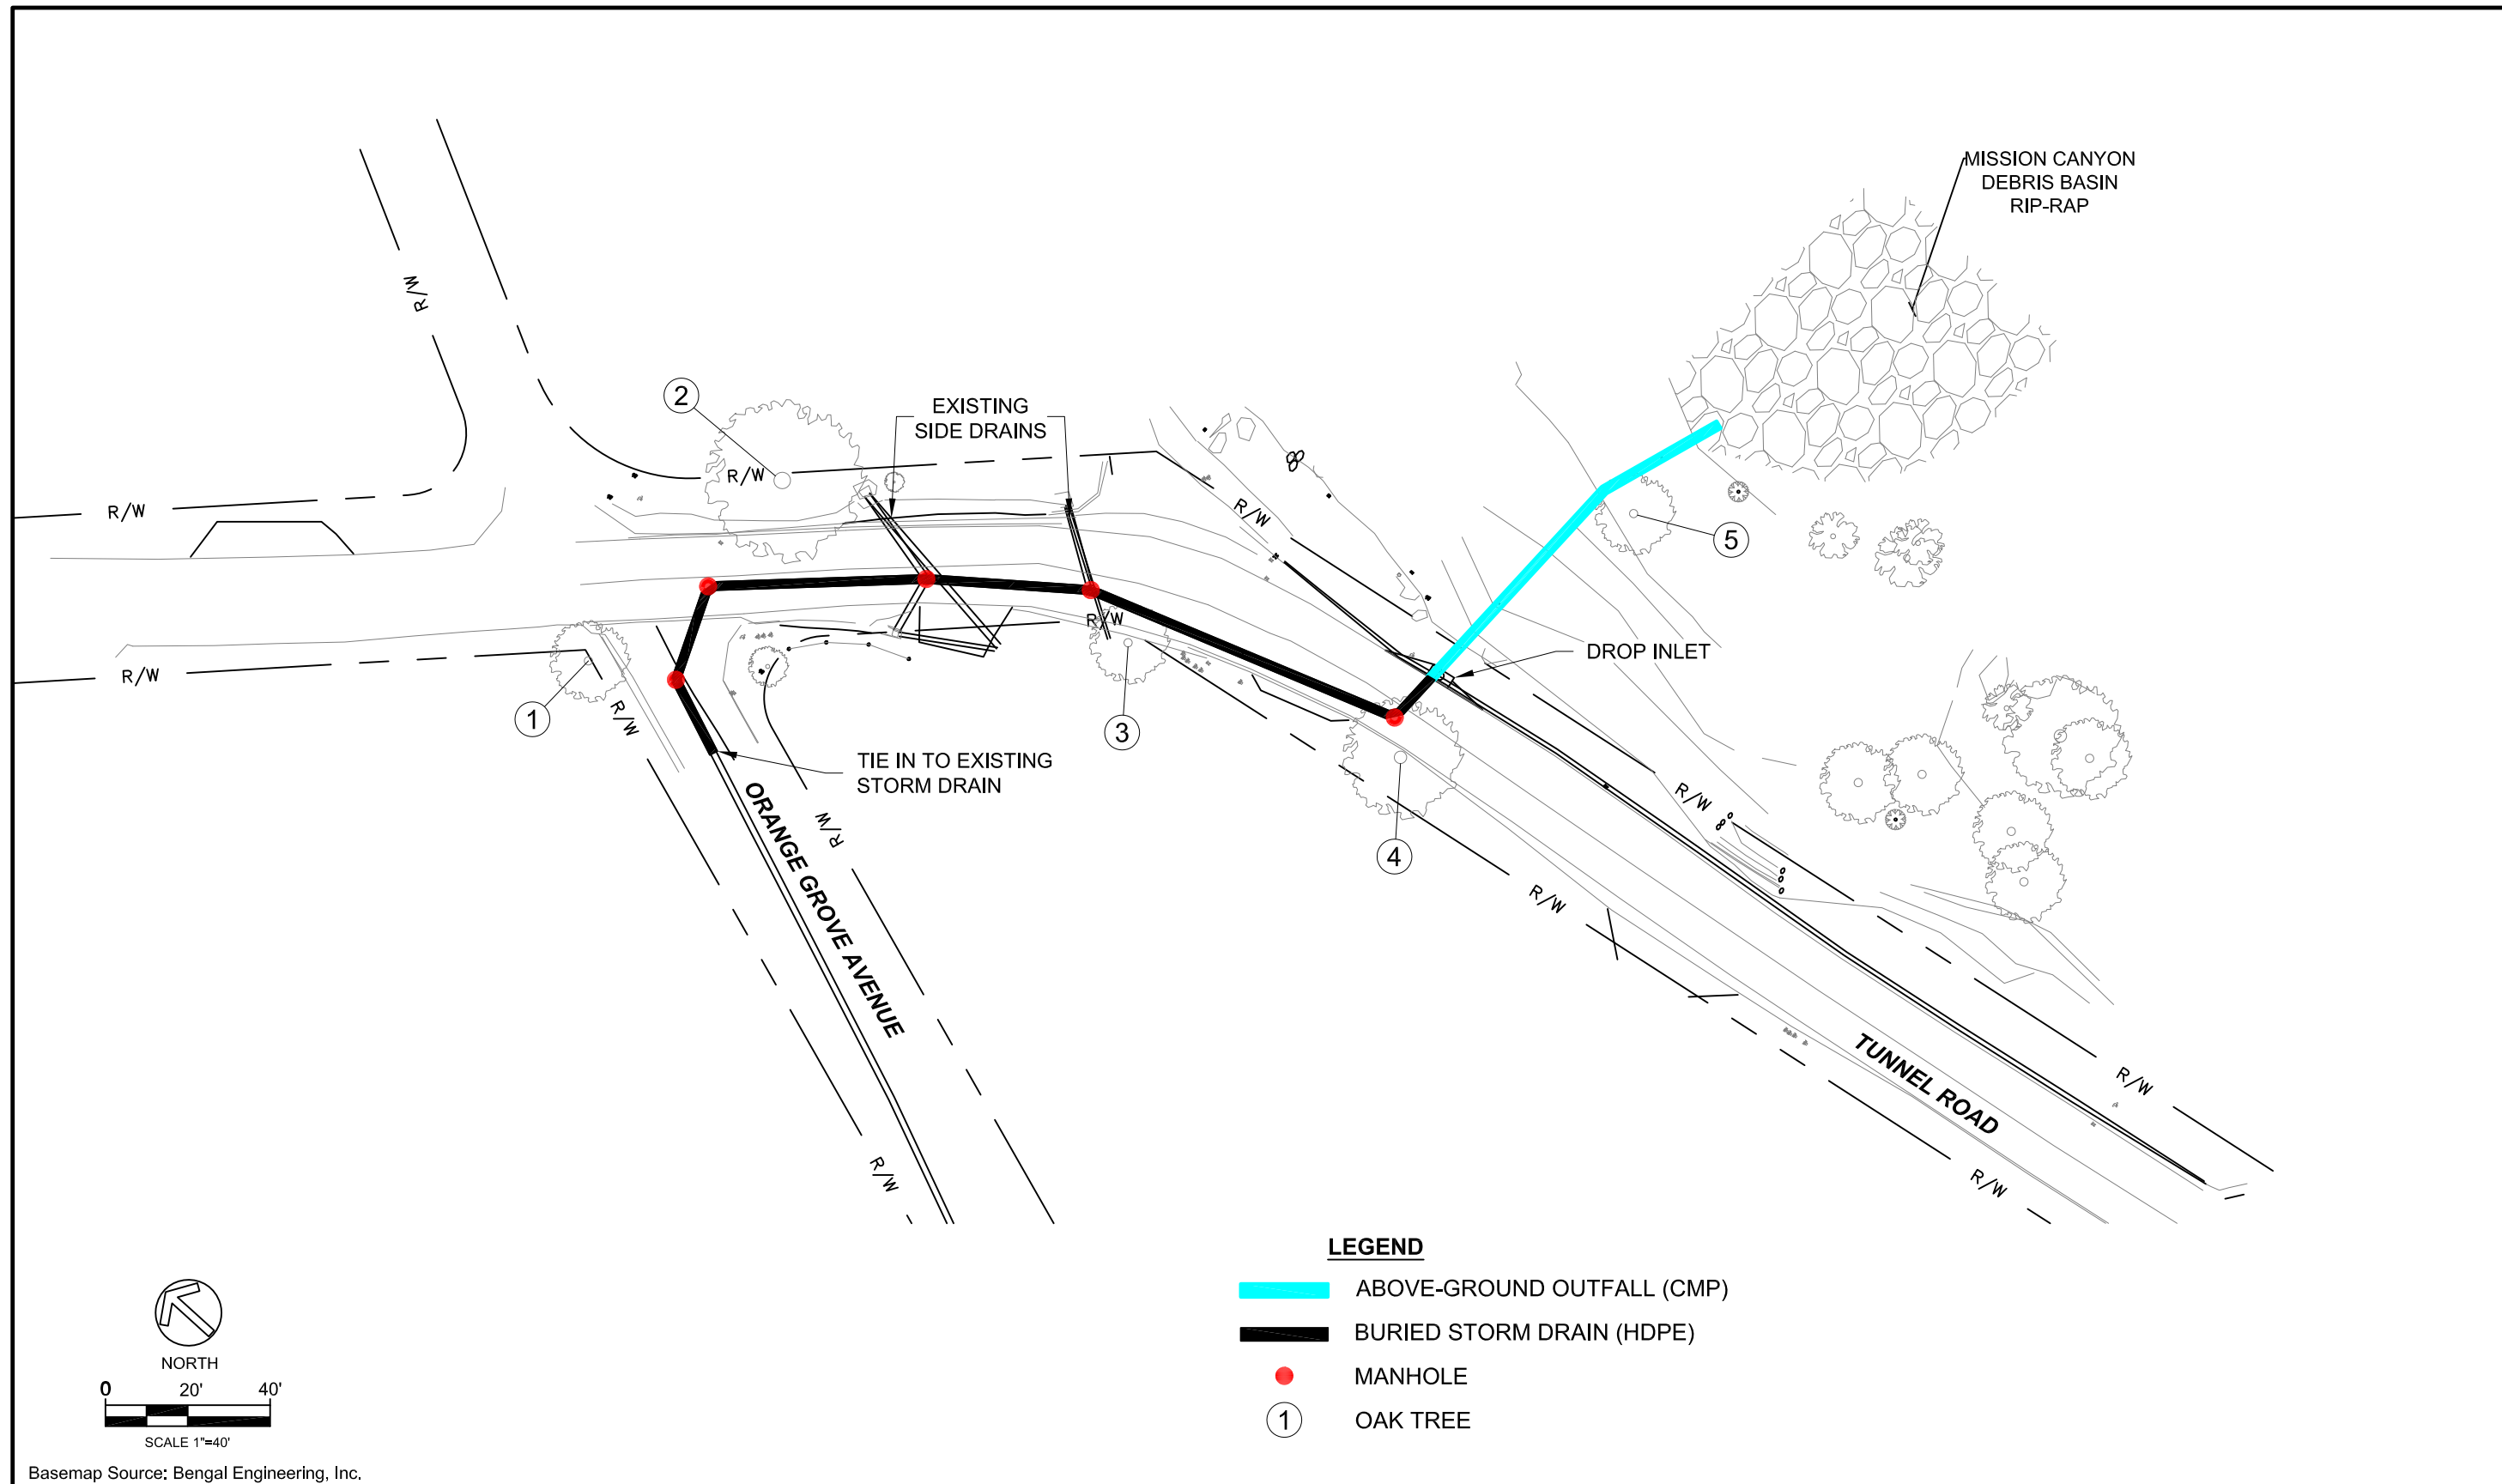 MISSION CANYON
DEBRIS BASIN
RIP-RAP
R/W
2
EXISTING
SIDE DRAINS
R/W
R/W
R/W
5
R/W
DROP INLET
R/W
1
R/W
3
TIE IN TO EXISTING
STORM DRAIN
ORANGE GROVE AVENUE
R/W
R/W
4
R/W
TUNNEL ROAD
R/W
R/W
R/W
LEGEND
ABOVE-GROUND OUTFALL (CMP)
BURIED STORM DRAIN (HDPE)
MANHOLE
1
OAK TREE
NORTH
0 20' 40'
SCALE 1"=40'
Basemap Source: Bengal Engineering, Inc.